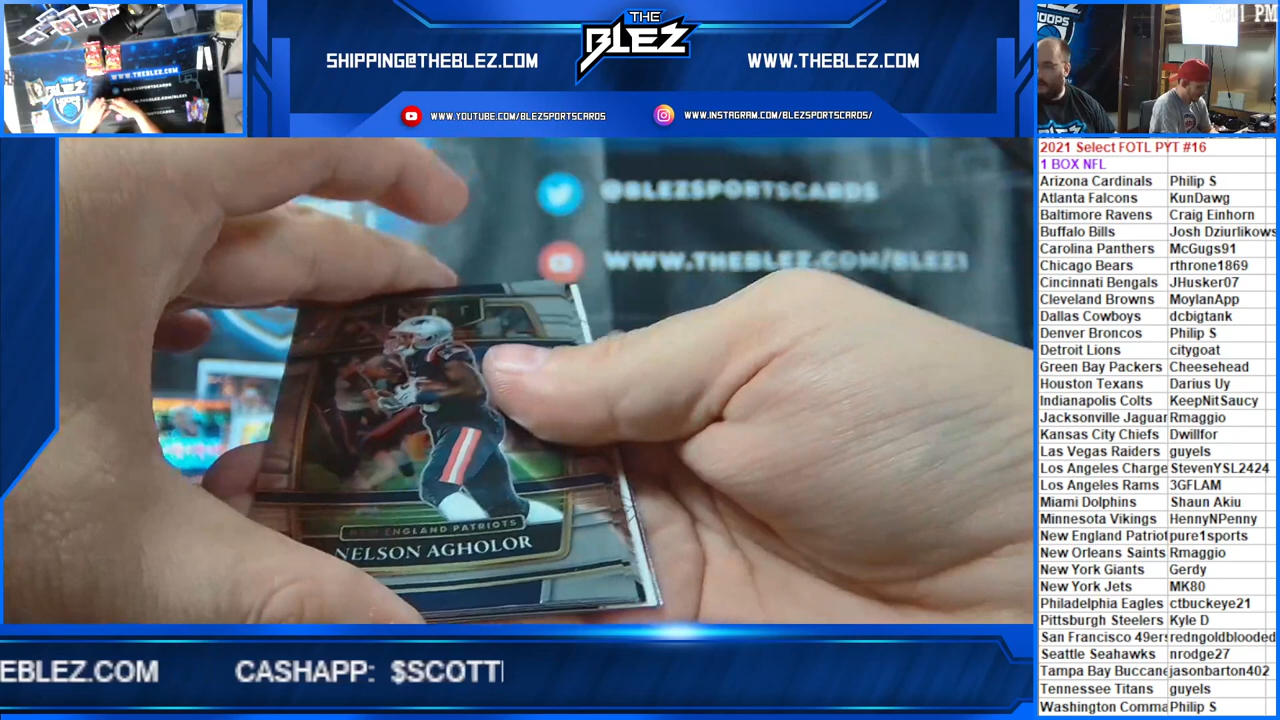 WWW.THEBLEZ.COM
THE
BLEZ
SHIPPING@THEBLEZ.COM
WWW.THEBLEZ.COM
WWW.YOUTUBE.COM/BLEZSPORTSCARDS
WWW.INSTAGRAM.COM/BLEZSPORTSCARDS/
@BLEZSPORTSCARDS
WWW.THEBLEZ.COM/BLEZ1
NEW ENGLAND PATRIOTS
NELSON AGHOLOR
EBLEZ.COM CASHAPP: $SCOTT
2021 Select FOTL PYT #16
1 BOX NFL
Arizona Cardinals Philip S
Atlanta Falcons KunDawg
Baltimore Ravens Craig Einhorn
Buffalo Bills Josh Dziurlikows
Carolina Panthers McGugs91
Chicago Bears rthrone1869
Cincinnati Bengals JHusker07
Cleveland Browns MoylanApp
Dallas Cowboys dcbigtank
Denver Broncos Philip S
Detroit Lions citygoat
Green Bay Packers Cheesehead
Houston Texans Darius Uy
Indianapolis Colts KeepNitSaucy
Jacksonville Jaguar Rmaggio
Kansas City Chiefs Dwillfor
Las Vegas Raiders guyels
Los Angeles Charge StevenYSL2424
Los Angeles Rams 3GFLAM
Miami Dolphins Shaun Akiu
Minnesota Vikings HennyNPenny
New England Patriot pure1sports
New Orleans Saints Rmaggio
New York Giants Gerdy
New York Jets MK80
Philadelphia Eagles ctbuckeye21
Pittsburgh Steelers Kyle D
San Francisco 49ers redngoldblooded
Seattle Seahawks nrodge27
Tampa Bay Buccane jasonbarton402
Tennessee Titans guyels
Washington Comma Philip S